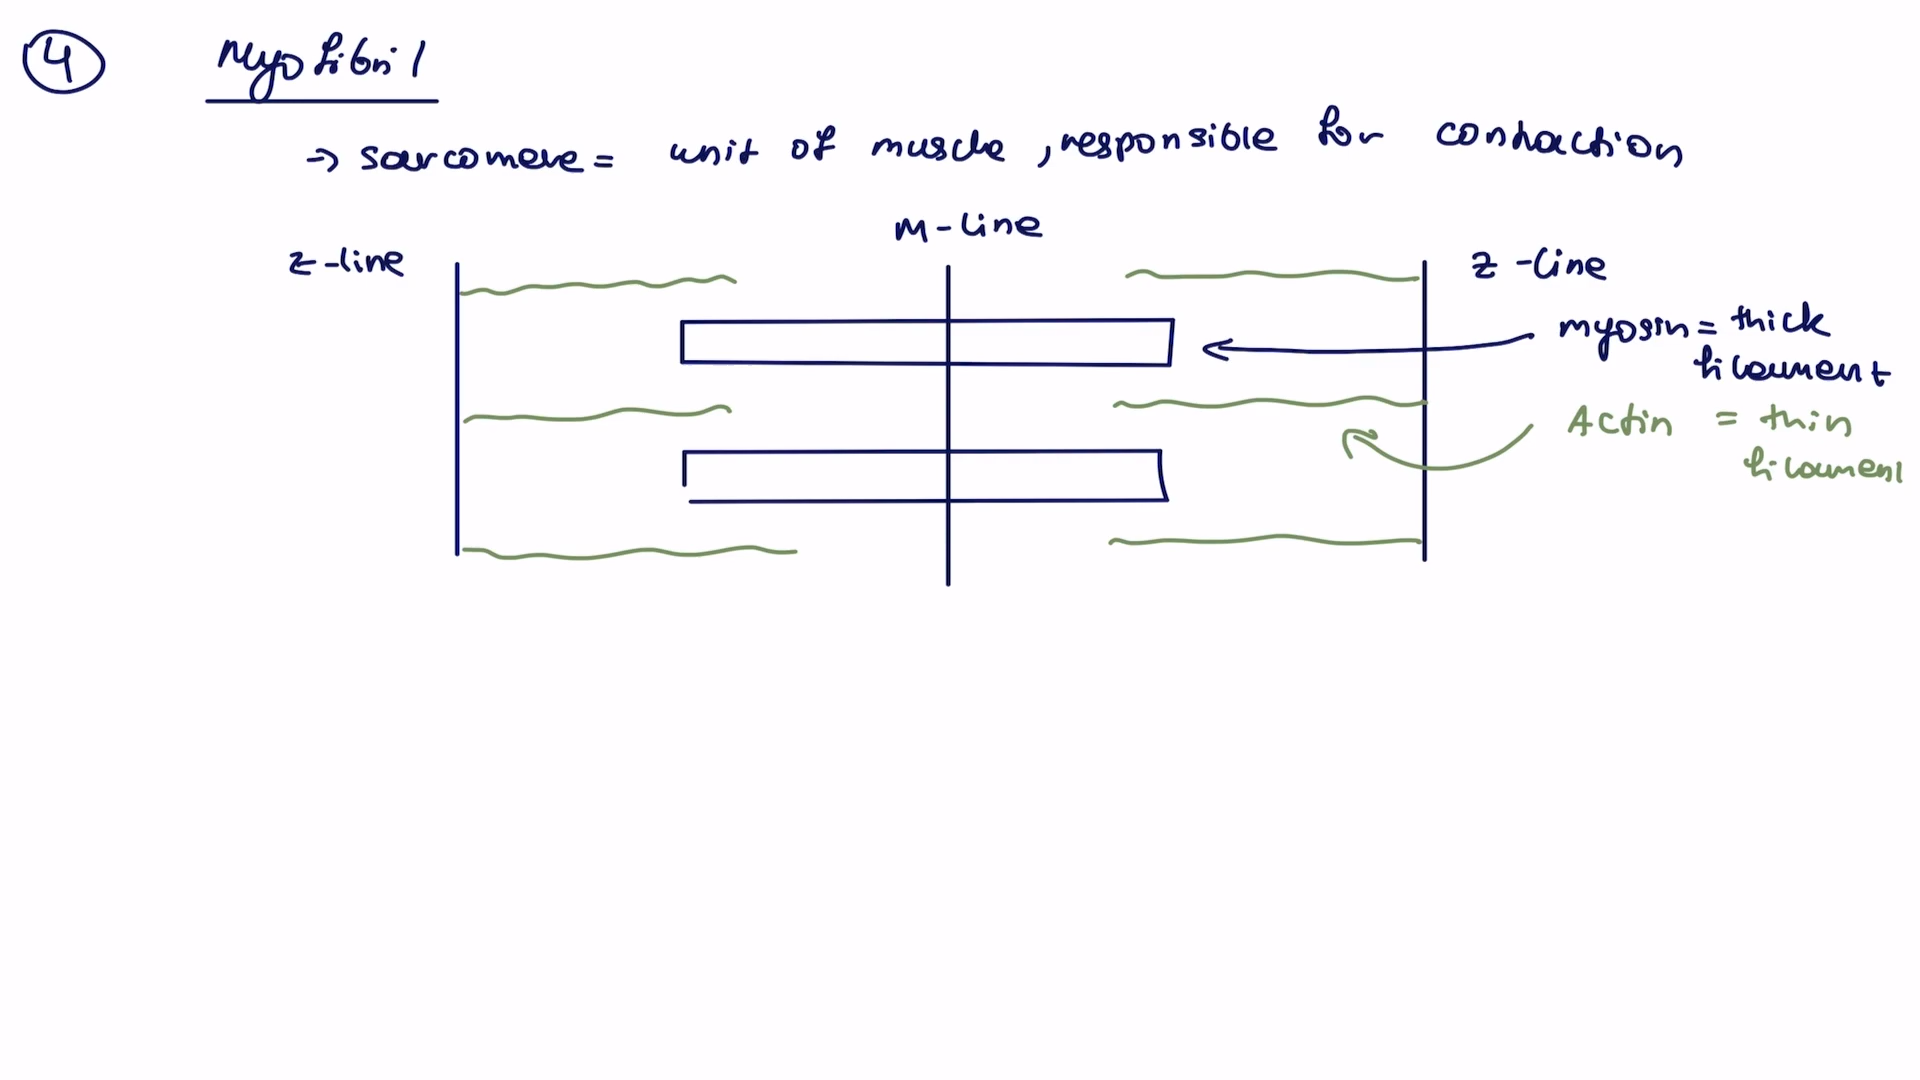 4 Myofibril
→ sarcomere = unit of muscle, responsible for contraction
M-line
Z-line
Z-line
myosin = thick filament
Actin = thin filament